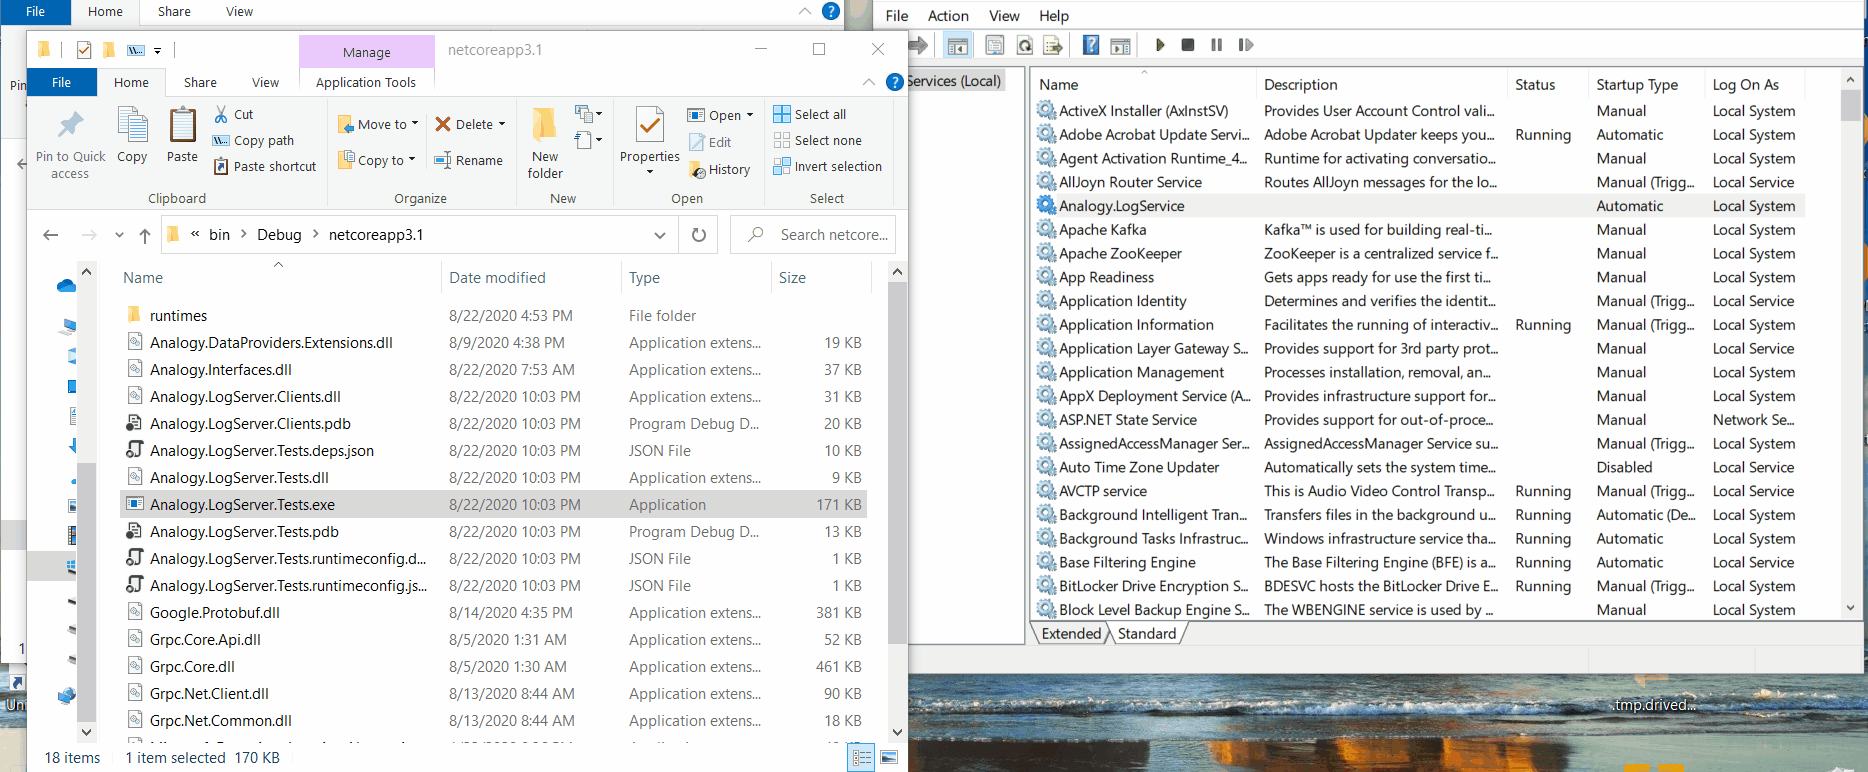 File Home Share View
Manage netcoreapp3.1
File Home Share View Application Tools
Pin to Quick access
Copy
Paste
Cut
Copy path
Paste shortcut
Clipboard
Move to
Copy to
Delete
Rename
Organize
New folder
New
Properties
Open
Edit
History
Open
Select all
Select none
Invert selection
Select
« bin > Debug > netcoreapp3.1
Search netcore...
Name Date modified Type Size
runtimes 8/22/2020 4:53 PM File folder
Analogy.DataProviders.Extensions.dll 8/9/2020 4:38 PM Application extens... 19 KB
Analogy.Interfaces.dll 8/22/2020 7:53 AM Application extens... 37 KB
Analogy.LogServer.Clients.dll 8/22/2020 10:03 PM Application extens... 31 KB
Analogy.LogServer.Clients.pdb 8/22/2020 10:03 PM Program Debug D... 20 KB
Analogy.LogServer.Tests.deps.json 8/22/2020 10:03 PM JSON File 10 KB
Analogy.LogServer.Tests.dll 8/22/2020 10:03 PM Application extens... 9 KB
Analogy.LogServer.Tests.exe 8/22/2020 10:03 PM Application 171 KB
Analogy.LogServer.Tests.pdb 8/22/2020 10:03 PM Program Debug D... 13 KB
Analogy.LogServer.Tests.runtimeconfig.d... 8/22/2020 10:03 PM JSON File 1 KB
Analogy.LogServer.Tests.runtimeconfig.js... 8/22/2020 10:03 PM JSON File 1 KB
Google.Protobuf.dll 8/14/2020 4:35 PM Application extens... 381 KB
Grpc.Core.Api.dll 8/5/2020 1:31 AM Application extens... 52 KB
Grpc.Core.dll 8/5/2020 1:30 AM Application extens... 461 KB
Grpc.Net.Client.dll 8/13/2020 8:44 AM Application extens... 90 KB
Grpc.Net.Common.dll 8/13/2020 8:44 AM Application extens... 18 KB
18 items 1 item selected 170 KB
File Action View Help
Services (Local)
Name Description Status Startup Type Log On As
ActiveX Installer (AxInstSV) Provides User Account Control vali... Manual Local System
Adobe Acrobat Update Servi... Adobe Acrobat Updater keeps you... Running Automatic Local System
Agent Activation Runtime_4... Runtime for activating conversatio... Manual Local System
AllJoyn Router Service Routes AllJoyn messages for the lo... Manual (Trigg... Local Service
Analogy.LogService Automatic Local System
Apache Kafka Kafka™ is used for building real-ti... Manual Local System
Apache ZooKeeper ZooKeeper is a centralized service f... Manual Local System
App Readiness Gets apps ready for use the first ti... Manual Local System
Application Identity Determines and verifies the identit... Manual (Trigg... Local Service
Application Information Facilitates the running of interactiv... Running Manual (Trigg... Local System
Application Layer Gateway S... Provides support for 3rd party prot... Manual Local Service
Application Management Processes installation, removal, an... Manual Local System
AppX Deployment Service (A... Provides infrastructure support for... Manual Local System
ASP.NET State Service Provides support for out-of-proce... Manual Network Se...
AssignedAccessManager Ser... AssignedAccessManager Service su... Manual (Trigg... Local System
Auto Time Zone Updater Automatically sets the system time... Disabled Local Service
AVCTP service This is Audio Video Control Transp... Running Manual (Trigg... Local Service
Background Intelligent Tran... Transfers files in the background u... Running Automatic (De... Local System
Background Tasks Infrastruc... Windows infrastructure service tha... Running Automatic Local System
Base Filtering Engine The Base Filtering Engine (BFE) is a... Running Automatic Local Service
BitLocker Drive Encryption S... BDESVC hosts the BitLocker Drive E... Running Manual (Trigg... Local System
Block Level Backup Engine S... The WBENGINE service is used by ... Manual Local System
Extended Standard
.tmp.drived...